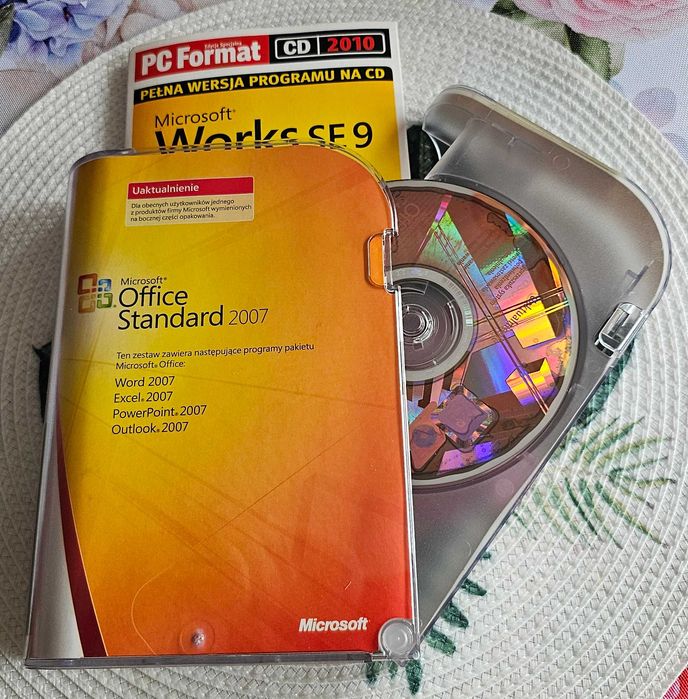 Edycja Specjalna
PC Format CD 2010
PEŁNA WERSJA PROGRAMU NA CD
Microsoft®
Works SE 9
Uaktualnienie
Dla obecnych użytkowników jednego
z produktów firmy Microsoft wymienionych
na bocznej części opakowania.
Microsoft®
Office
Standard 2007
Ten zestaw zawiera następujące programy pakietu
Microsoft® Office:
Word 2007
Excel® 2007
PowerPoint® 2007
Outlook® 2007
Microsoft